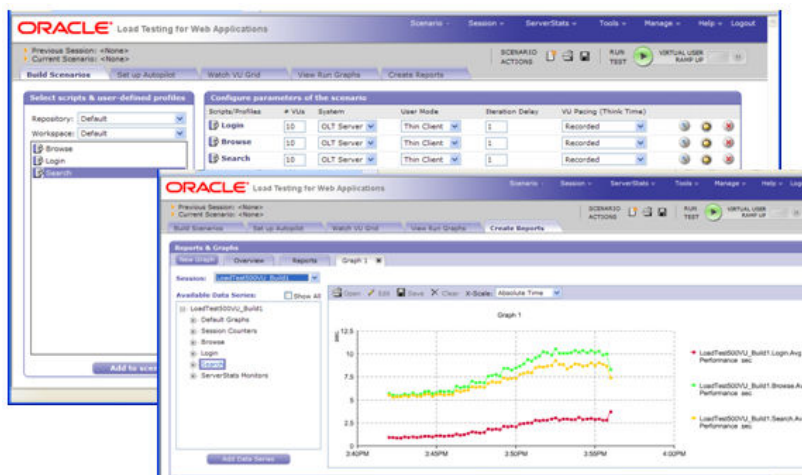 ORACLE Load Testing for Web Applications
Scenario Session ServerStats Tools Manage Help Logout
Previous Session: <None>
Current Scenario: <None>
SCENARIO ACTIONS
RUN TEST
VIRTUAL USER RAMP UP
Build Scenarios Set up Autopilot Watch VU Grid View Run Graphs Create Reports
Select scripts & user-defined profiles
Repository: Default
Workspace: Default
Browse
Login
Search
Add to scen
Configure parameters of the scenario
Scripts/Profiles # VUs System User Mode Iteration Delay VU Pacing (Think Time)
Login 10 OLT Server Thin Client 1 Recorded
Browse 10 OLT Server Thin Client 1 Recorded
Search 10 OLT Server Thin Client 1 Recorded
ORACLE Load Testing for Web Applications
Scenario Session ServerStats Tools Manage Help Log
Previous Session: <None>
Current Scenario: <None>
SCENARIO ACTIONS
RUN TEST
VIRTUAL USER RAMP UP
Build Scenarios Set up Autopilot Watch VU Grid View Run Graphs Create Reports
Reports & Graphs
New Graph Overview Reports Graph 1
Session: LoadTest500VU_Build1
Available Data Series: Show All
LoadTest500VU_Build1
Default Graphs
Session Counters
Browse
Login
Search
ServerStats Monitors
Add Data Series
Open Edit Save Clear X-Scale: Absolute Time
Graph 1
sec
12.5
10
7.5
5
2.5
0
3:40PM 3:45PM 3:50PM 3:55PM 4:00PM
LoadTest500VU_Build1.Login.Avg
Performance sec
LoadTest500VU_Build1.Browse.Av
Performance sec
LoadTest500VU_Build1.Search.Av
Performance sec